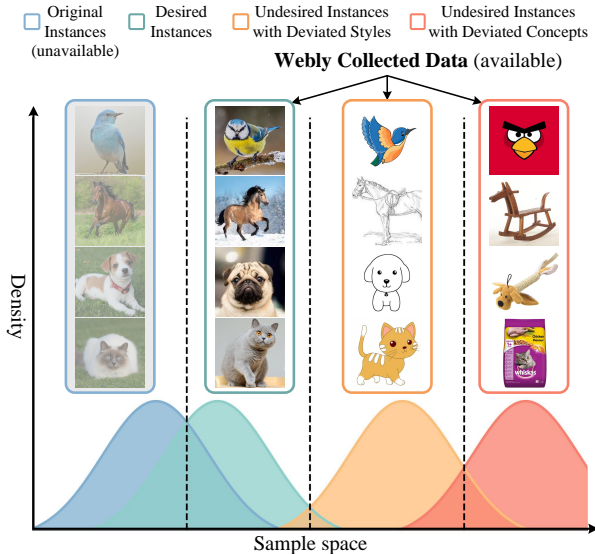 Original
Instances
(unavailable)
Desired
Instances
Undesired Instances
with Deviated Styles
Undesired Instances
with Deviated Concepts
Webly Collected Data (available)
Density
whiskas
Sample space